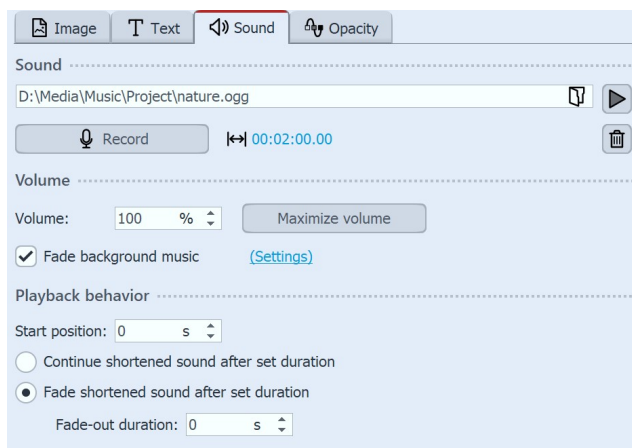 Image Text Sound Opacity
Sound
D:\Media\Music\Project\nature.ogg
Record 00:02:00.00
Volume
Volume: 100 % Maximize volume
Fade background music (Settings)
Playback behavior
Start position: 0 s
Continue shortened sound after set duration
Fade shortened sound after set duration
Fade-out duration: 0 s